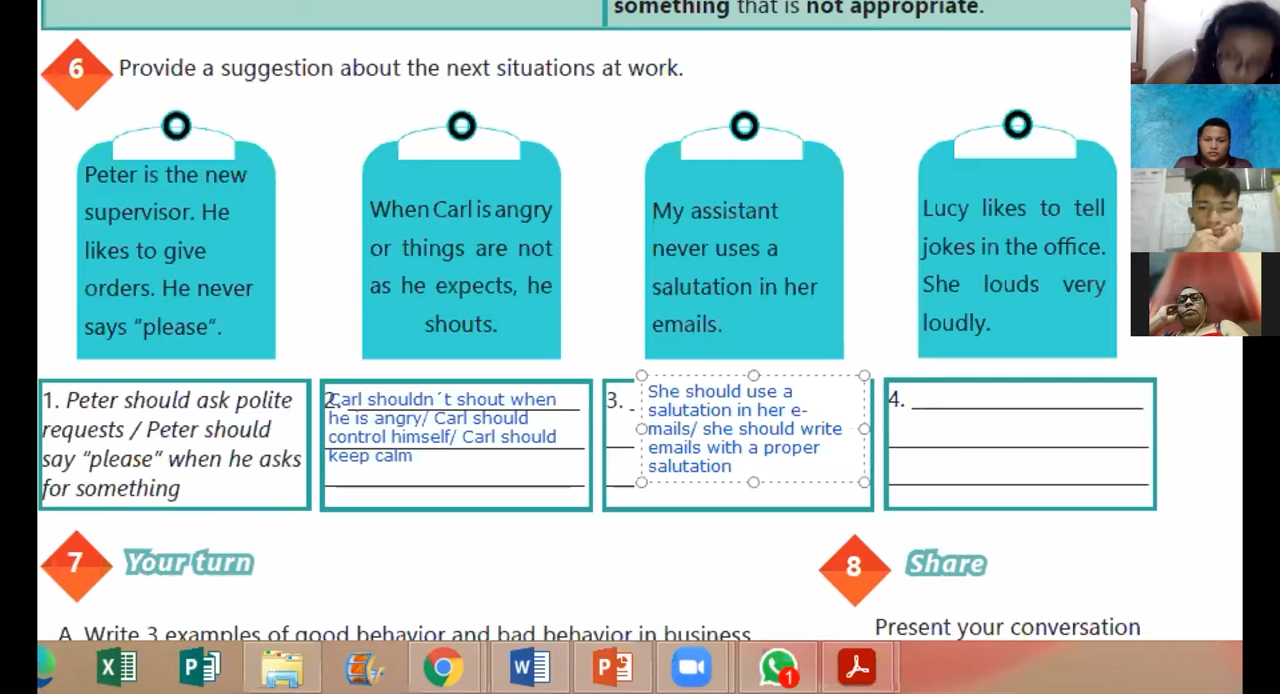 something that is not appropriate.
6 Provide a suggestion about the next situations at work.
Peter is the new
supervisor. He
likes to give
orders. He never
says “please”.
When Carl is angry
or things are not
as he expects, he
shouts.
My assistant
never uses a
salutation in her
emails.
Lucy likes to tell
jokes in the office.
She louds very
loudly.
1. Peter should ask polite
requests / Peter should
say “please” when he asks
for something
2.
Carl shouldn´t shout when
he is angry/ Carl should
control himself/ Carl should
keep calm
3.
She should use a
salutation in her e-
mails/ she should write
emails with a proper
salutation
4.
7 Your turn
A. Write 3 examples of good behavior and bad behavior in business
8 Share
Present your conversation
1